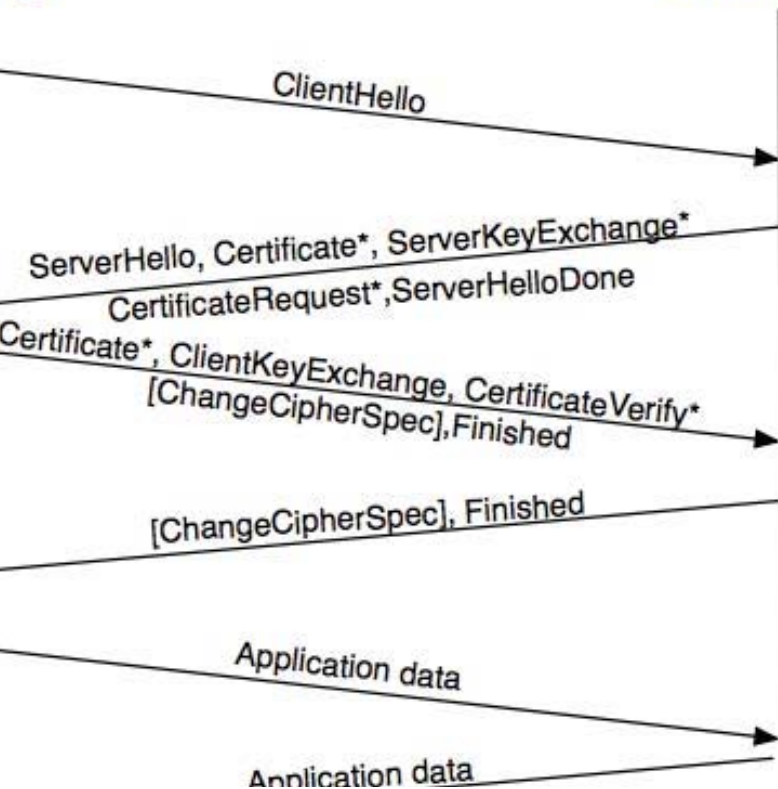 ClientHello
ServerHello, Certificate*, ServerKeyExchange*
CertificateRequest*,ServerHelloDone
Certificate*, ClientKeyExchange, CertificateVerify*
[ChangeCipherSpec],Finished
[ChangeCipherSpec], Finished
Application data
Application data